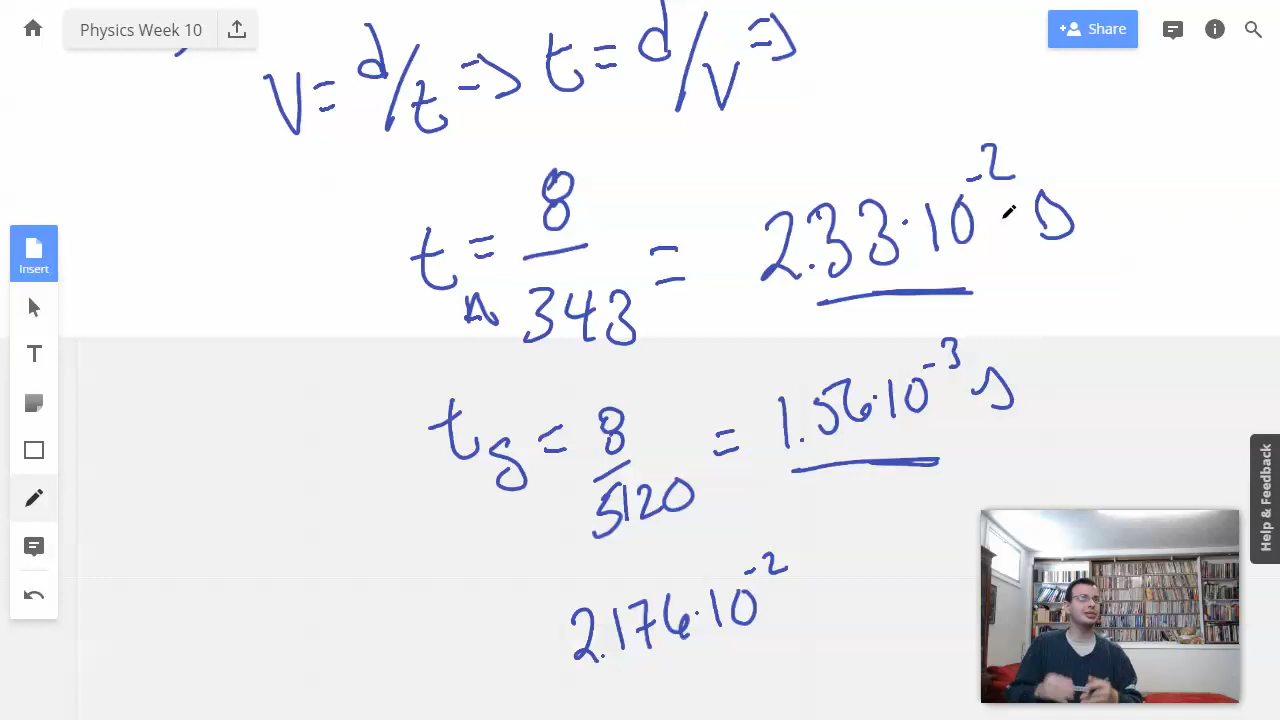 Physics Week 10
Share
V = d/t => t = d/V =>
t = 8/343 = 2.33·10⁻² s
Insert
T
t_s = 8/5120 = 1.56·10⁻³ s
Help & Feedback
2.176·10⁻²